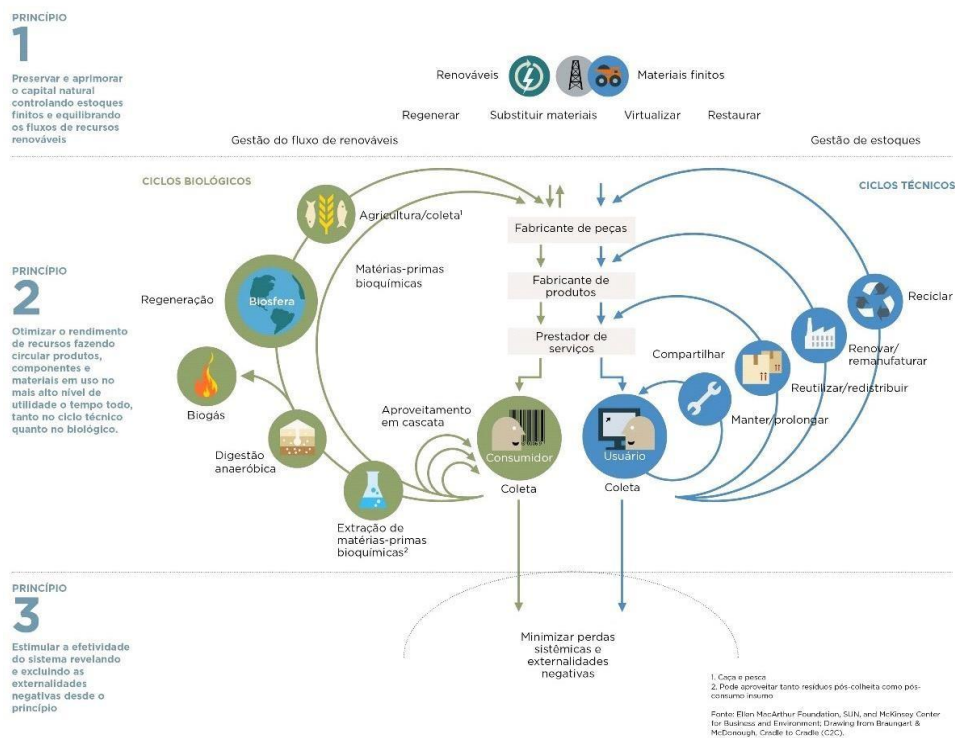 PRINCÍPIO
1
Preservar e aprimorar
o capital natural
controlando estoques
finitos e equilibrando
os fluxos de recursos
renováveis
Renováveis
Materiais finitos
Regenerar
Substituir materiais
Virtualizar
Restaurar
Gestão do fluxo de renováveis
Gestão de estoques
PRINCÍPIO
2
Otimizar o rendimento
de recursos fazendo
circular produtos,
componentes e
materiais em uso no
mais alto nível de
utilidade o tempo todo,
tanto no ciclo técnico
quanto no biológico.
CICLOS BIOLÓGICOS
Agricultura/coleta¹
Matérias-primas
bioquímicas
Regeneração
Biosfera
Biogás
Digestão
anaeróbica
Extração de
matérias-primas
bioquímicas²
Aproveitamento
em cascata
Fabricante de peças
Fabricante de
produtos
Prestador de
serviços
Consumidor
Coleta
Usuário
Coleta
CICLOS TÉCNICOS
Reciclar
Renovar/
remanufaturar
Reutilizar/redistribuir
Compartilhar
Manter/prolongar
PRINCÍPIO
3
Estimular a efetividade
do sistema revelando
e excluindo as
externalidades
negativas desde o
princípio
Minimizar perdas
sistêmicas e
externalidades
negativas
1. Caça e pesca
2. Pode aproveitar tanto resíduos pós-colheita como pós-
consumo insumo
Fonte: Ellen MacArthur Foundation, SUN, and McKinsey Center
for Business and Environment; Drawing from Braungart &
McDonough, Cradle to Cradle (C2C).